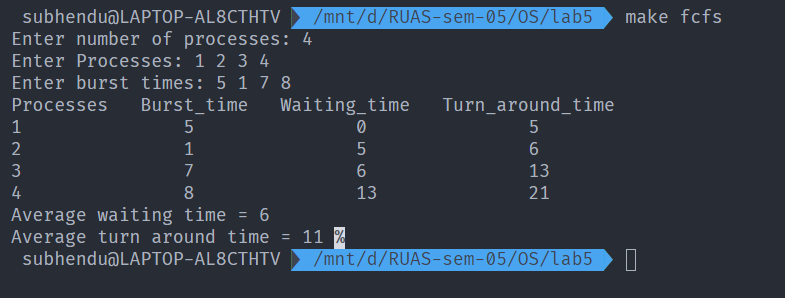 subhendu@LAPTOP-AL8CTHTV /mnt/d/RUAS-sem-05/OS/lab5 make fcfs
Enter number of processes: 4
Enter Processes: 1 2 3 4
Enter burst times: 5 1 7 8
Processes Burst_time Waiting_time Turn_around_time
1 5 0 5
2 1 5 6
3 7 6 13
4 8 13 21
Average waiting time = 6
Average turn around time = 11 %
subhendu@LAPTOP-AL8CTHTV /mnt/d/RUAS-sem-05/OS/lab5